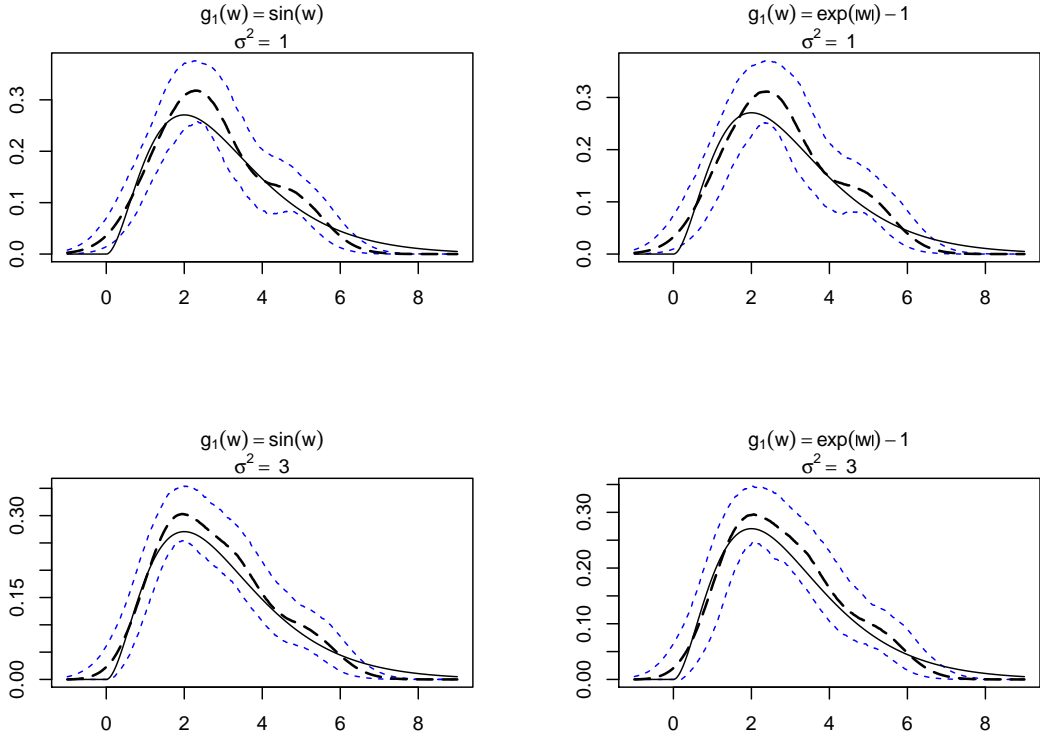 g₁(w) = sin(w)
σ² = 1
0.0 0.1 0.2 0.3
0 2 4 6 8
g₁(w) = exp(|w|) − 1
σ² = 1
0.0 0.1 0.2 0.3
0 2 4 6 8
g₁(w) = sin(w)
σ² = 3
0.00 0.15 0.30
0 2 4 6 8
g₁(w) = exp(|w|) − 1
σ² = 3
0.00 0.10 0.20 0.30
0 2 4 6 8